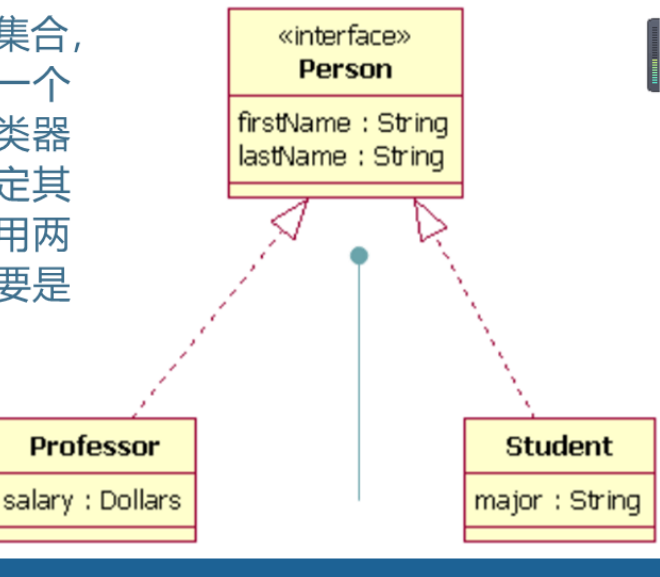 集合，
一个
类器
定其
用两
要是
«interface»
Person
firstName : String
lastName : String
Professor
salary : Dollars
Student
major : String